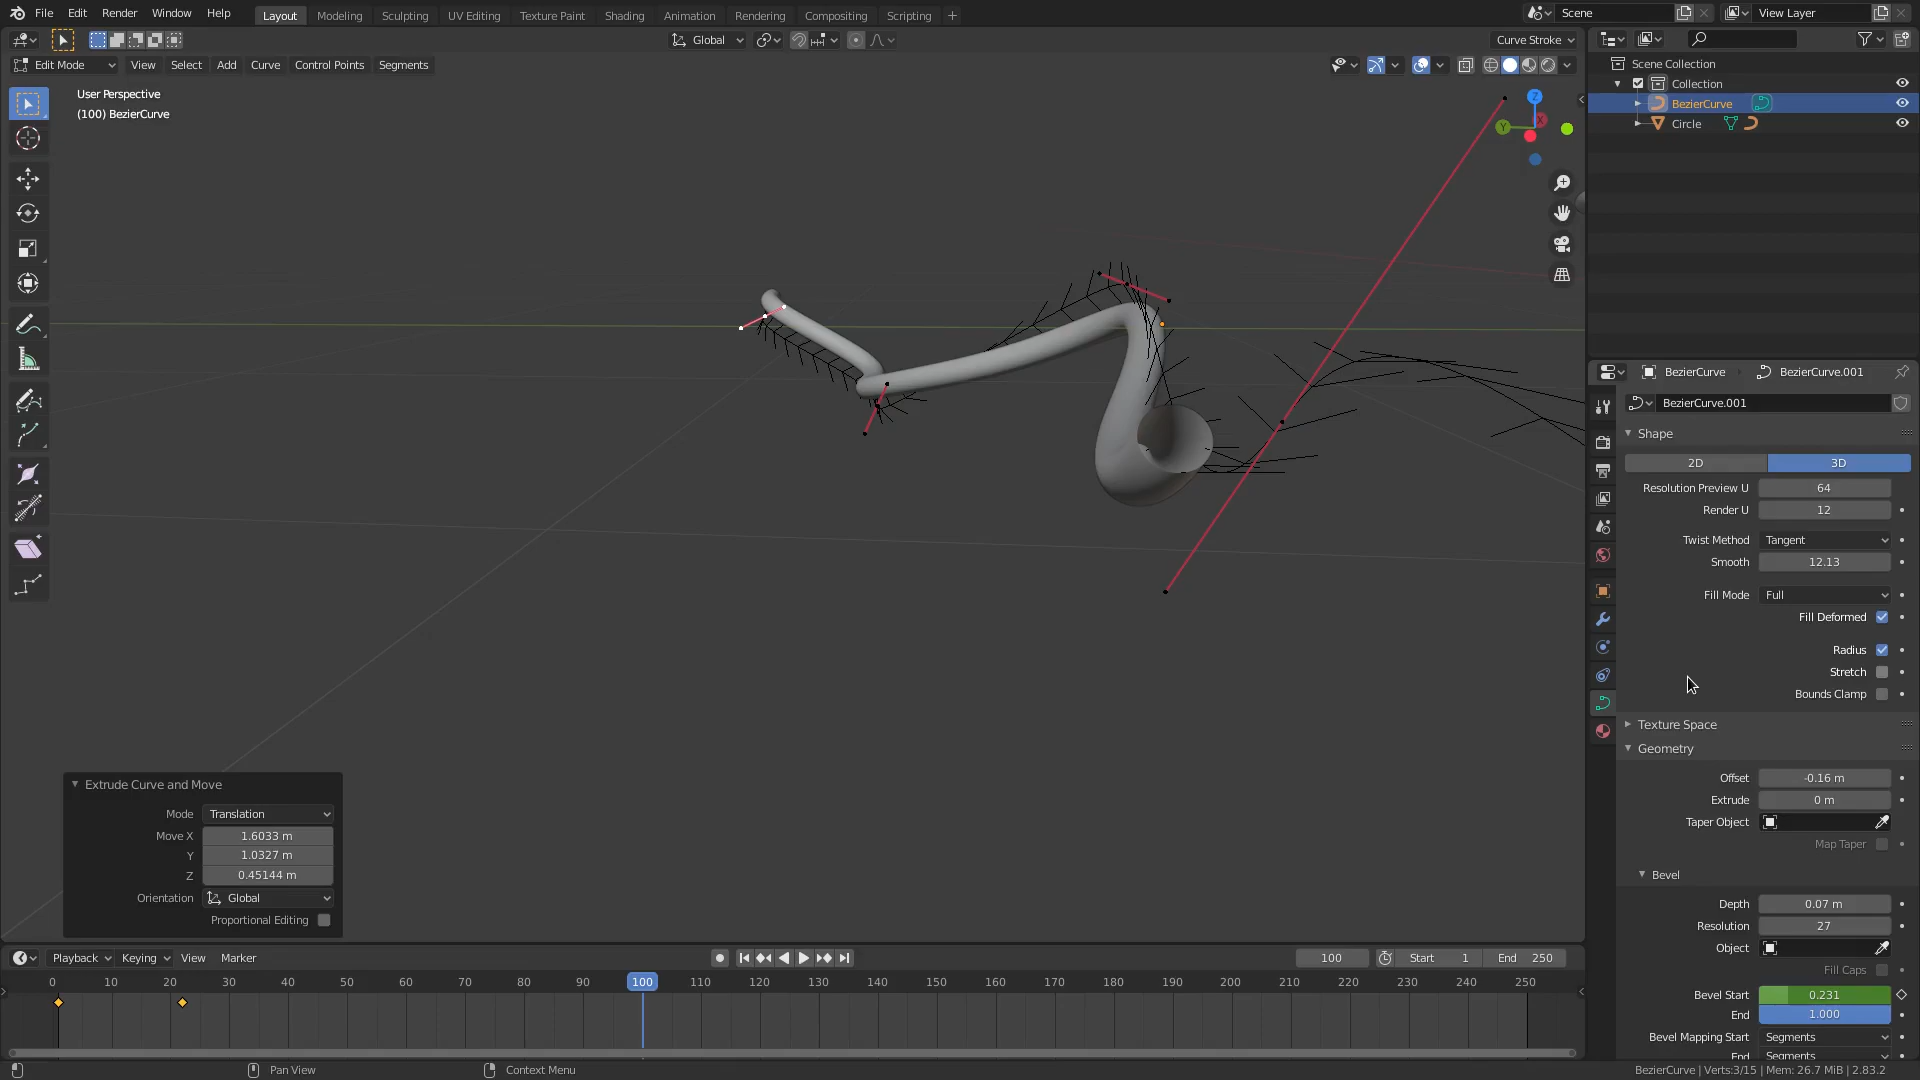 File Edit Render Window Help
Layout Modeling Sculpting UV Editing Texture Paint Shading Animation Rendering Compositing Scripting +
Scene View Layer
Global Curve Stroke
Edit Mode View Select Add Curve Control Points Segments
User Perspective
(100) BezierCurve
Z
Y
X
Scene Collection
Collection
BezierCurve
Circle
BezierCurve BezierCurve.001
BezierCurve.001
Shape
2D 3D
Resolution Preview U 64
Render U 12
Twist Method Tangent
Smooth 12.13
Fill Mode Full
Fill Deformed
Radius
Stretch
Bounds Clamp
Texture Space
Geometry
Offset -0.16 m
Extrude 0 m
Taper Object
Map Taper
Bevel
Depth 0.07 m
Resolution 27
Object
Fill Caps
Bevel Start 0.231
End 1.000
Bevel Mapping Start Segments
End Segments
Extrude Curve and Move
Mode Translation
Move X 1.6033 m
Y 1.0327 m
Z 0.45144 m
Orientation Global
Proportional Editing
Playback Keying View Marker 100 Start 1 End 250
0 10 20 30 40 50 60 70 80 90 100 110 120 130 140 150 160 170 180 190 200 210 220 230 240 250
Pan View Context Menu BezierCurve | Verts:3/15 | Mem: 26.7 MiB | 2.83.2